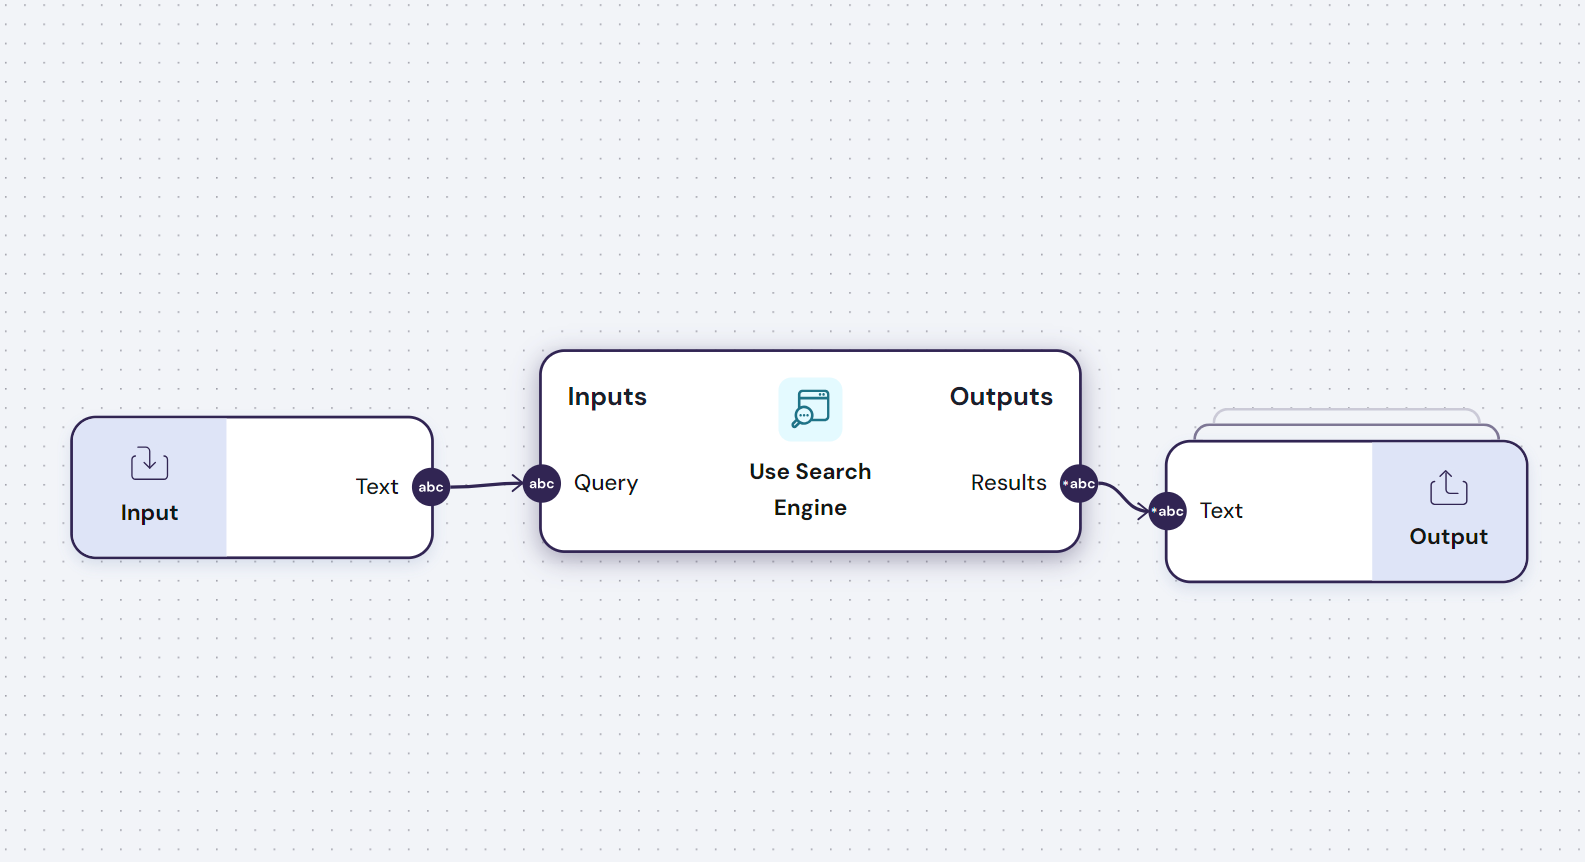 Input
Text
abc
Inputs
abc
Query
Use Search
Engine
Outputs
Results
*abc
*abc
Text
Output